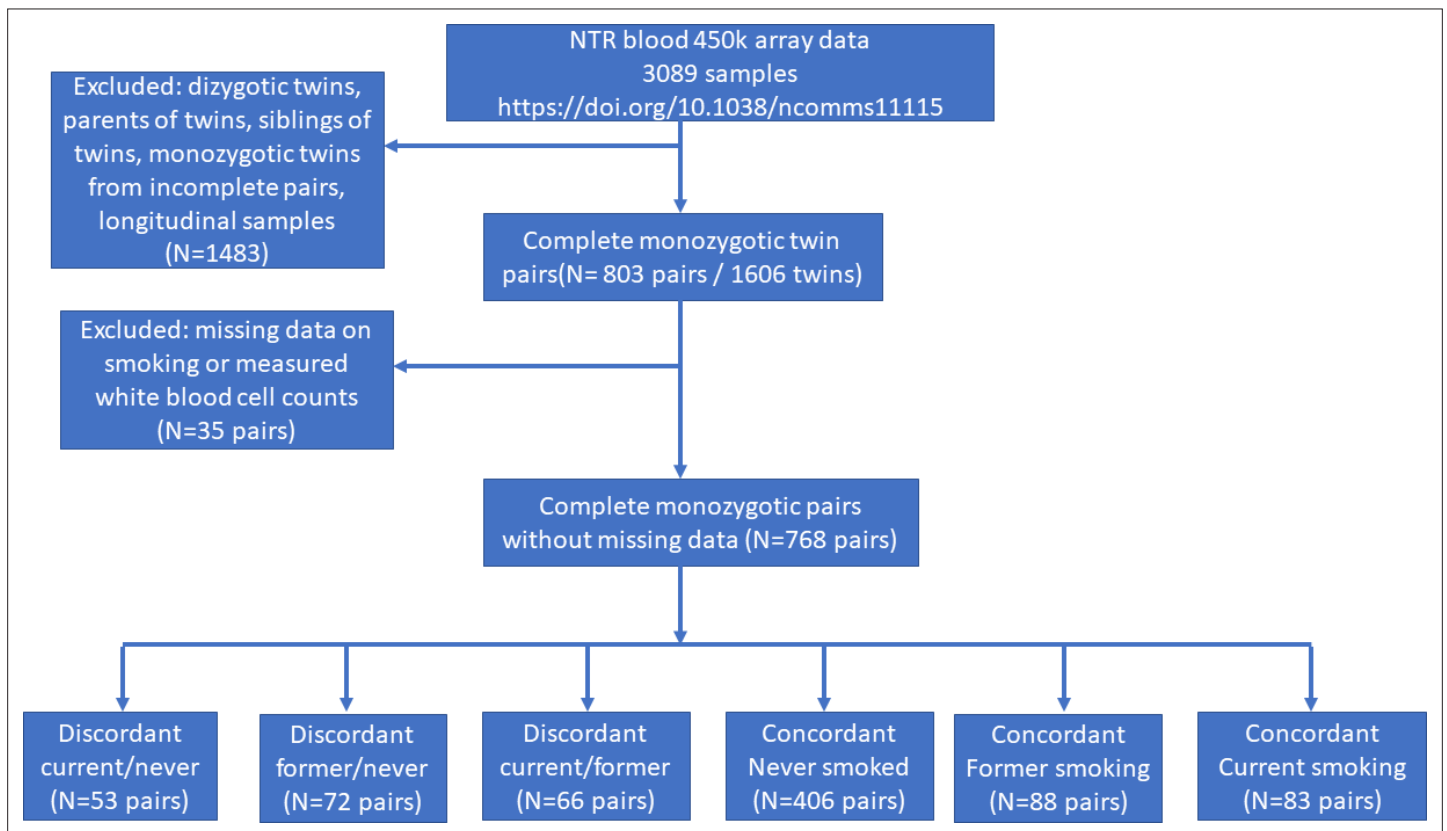 NTR blood 450k array data
3089 samples
https://doi.org/10.1038/ncomms11115
Excluded: dizygotic twins,
parents of twins, siblings of
twins, monozygotic twins
from incomplete pairs,
longitudinal samples
(N=1483)
Complete monozygotic twin
pairs(N= 803 pairs / 1606 twins)
Excluded: missing data on
smoking or measured
white blood cell counts
(N=35 pairs)
Complete monozygotic pairs
without missing data (N=768 pairs)
Discordant
current/never
(N=53 pairs)
Discordant
former/never
(N=72 pairs)
Discordant
current/former
(N=66 pairs)
Concordant
Never smoked
(N=406 pairs)
Concordant
Former smoking
(N=88 pairs)
Concordant
Current smoking
(N=83 pairs)